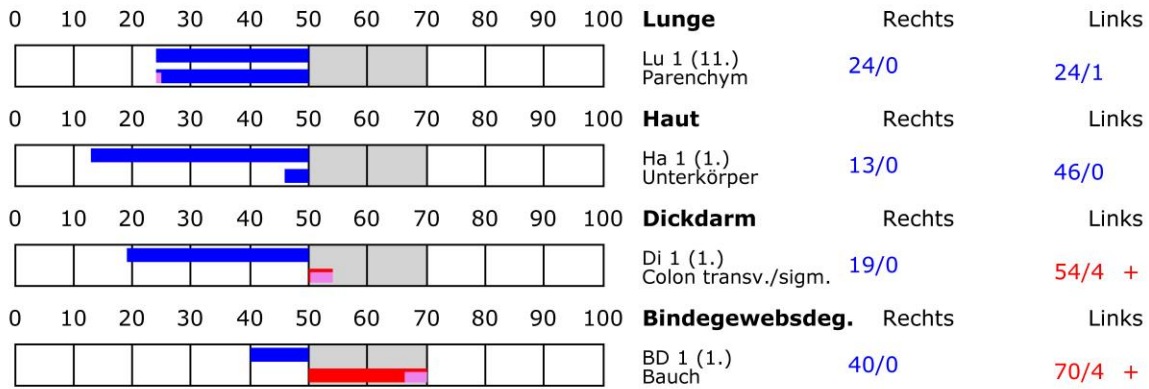 0 10 20 30 40 50 60 70 80 90 100 Lunge Rechts Links
Lu 1 (11.) 24/0 24/1
Parenchym
0 10 20 30 40 50 60 70 80 90 100 Haut Rechts Links
Ha 1 (1.) 13/0 46/0
Unterkörper
0 10 20 30 40 50 60 70 80 90 100 Dickdarm Rechts Links
Di 1 (1.) 19/0 54/4 +
Colon transv./sigm.
0 10 20 30 40 50 60 70 80 90 100 Bindegewebsdeg. Rechts Links
BD 1 (1.) 40/0 70/4 +
Bauch